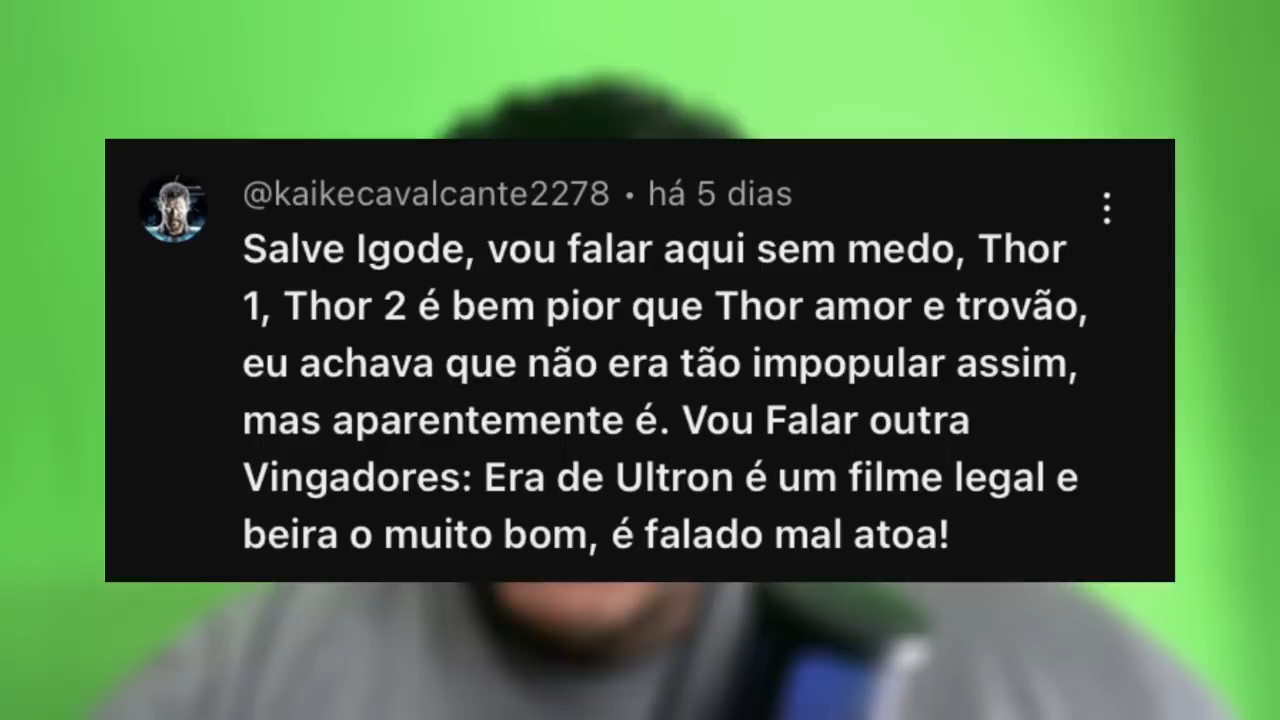 @kaikecavalcante2278 • há 5 dias
Salve Igode, vou falar aqui sem medo, Thor
1, Thor 2 é bem pior que Thor amor e trovão,
eu achava que não era tão impopular assim,
mas aparentemente é. Vou Falar outra
Vingadores: Era de Ultron é um filme legal e
beira o muito bom, é falado mal atoa!